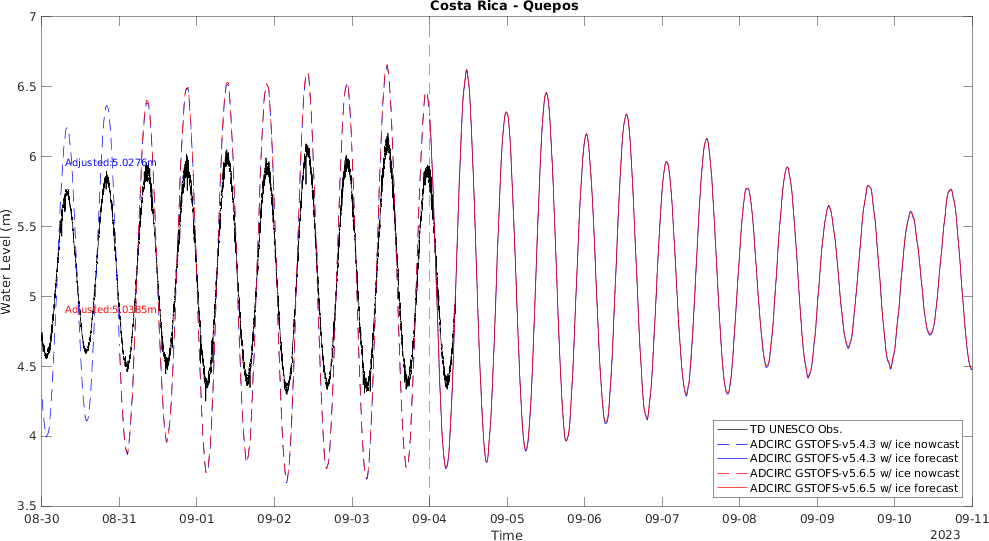 Costa Rica - Quepos
7
6.5
6
5.5
5
4.5
4
3.5
Water Level (m)
Adjusted:5.0276m
Adjusted:5.0385m
TD UNESCO Obs.
ADCIRC GSTOFS-v5.4.3 w/ ice nowcast
ADCIRC GSTOFS-v5.4.3 w/ ice forecast
ADCIRC GSTOFS-v5.6.5 w/ ice nowcast
ADCIRC GSTOFS-v5.6.5 w/ ice forecast
08-30 08-31 09-01 09-02 09-03 09-04 09-05 09-06 09-07 09-08 09-09 09-10 09-11
Time
2023